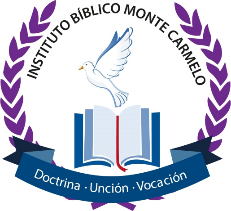 INSTITUTO BÍBLICO MONTE CARMELO
Doctrina · Unción · Vocación